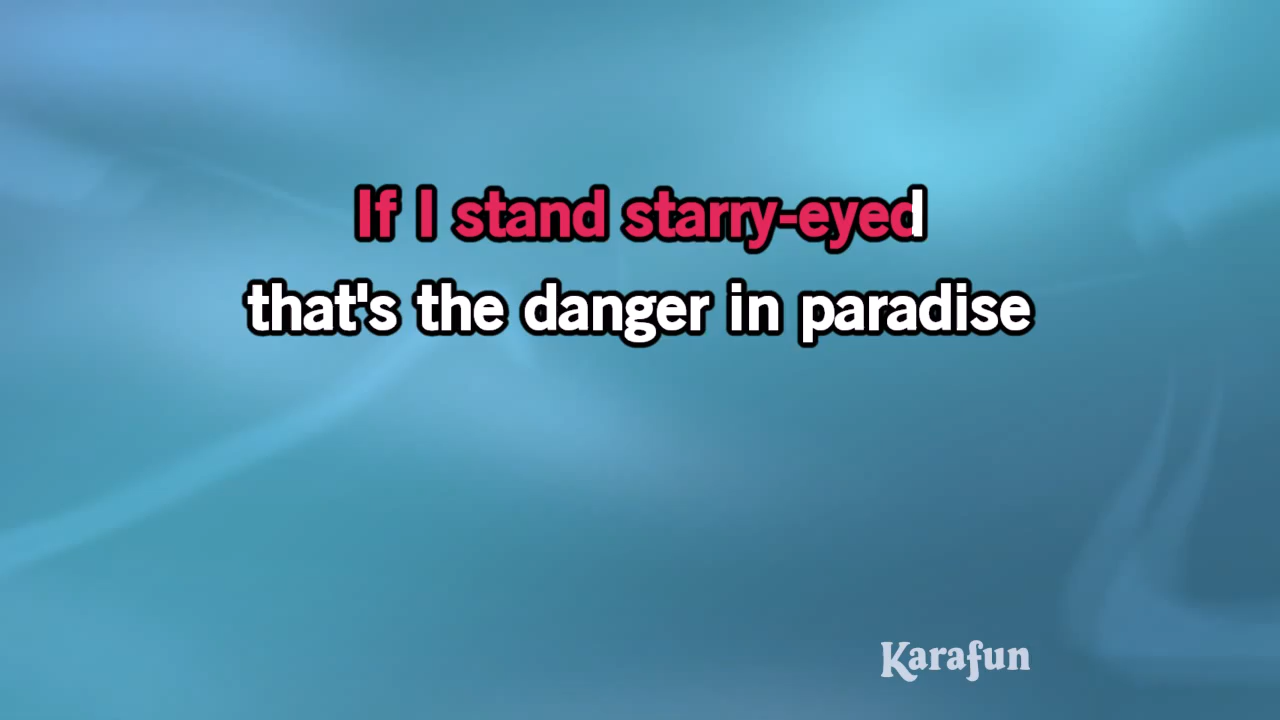 If I stand starry-eyed
that's the danger in paradise
Karafun